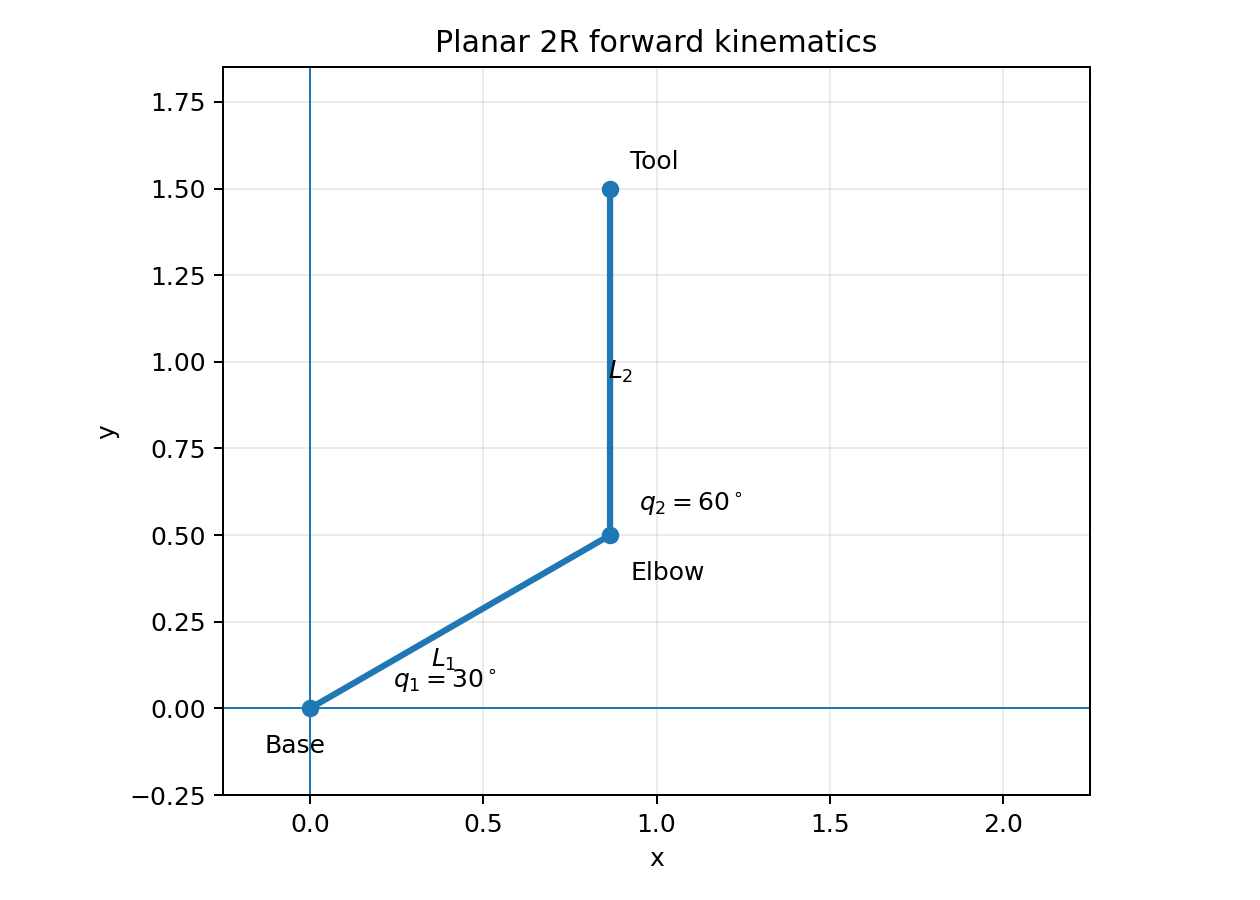 Planar 2R forward kinematics
1.75
Tool
1.50
1.25
1.00
L₂
y
0.75
q₂ = 60°
0.50
Elbow
0.25
L₁
q₁ = 30°
0.00
Base
−0.25
0.0 0.5 1.0 1.5 2.0
x